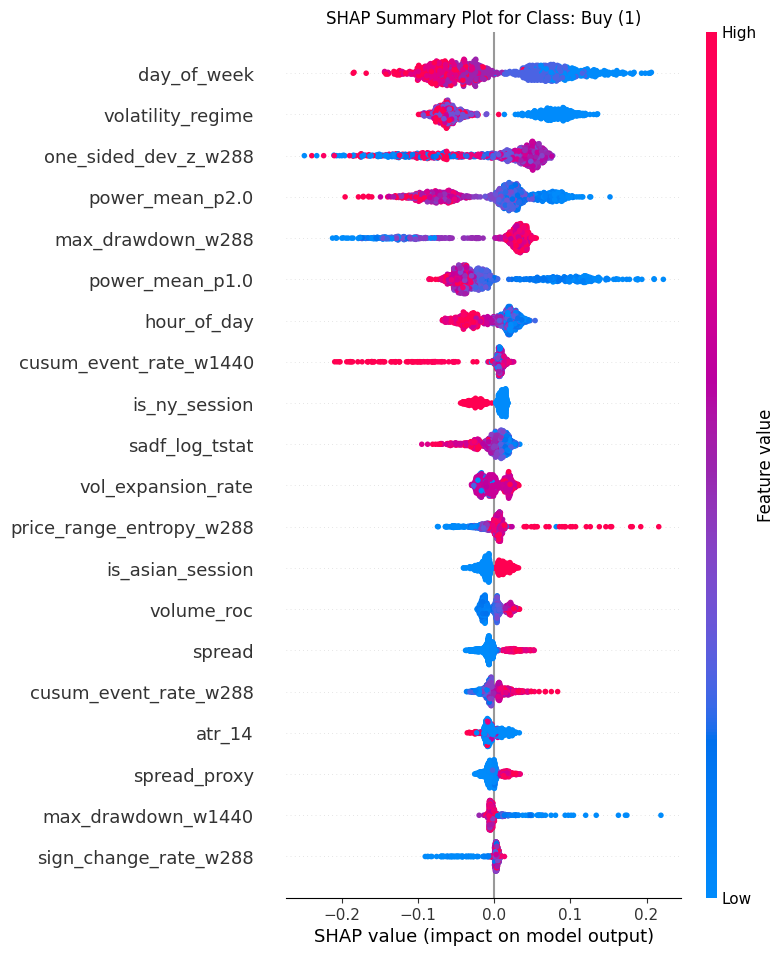 SHAP Summary Plot for Class: Buy (1)
High
day_of_week
volatility_regime
one_sided_dev_z_w288
power_mean_p2.0
max_drawdown_w288
power_mean_p1.0
hour_of_day
cusum_event_rate_w1440
is_ny_session
sadf_log_tstat
vol_expansion_rate
price_range_entropy_w288
is_asian_session
volume_roc
spread
cusum_event_rate_w288
atr_14
spread_proxy
max_drawdown_w1440
sign_change_rate_w288
Feature value
Low
−0.2 −0.1 0.0 0.1 0.2
SHAP value (impact on model output)